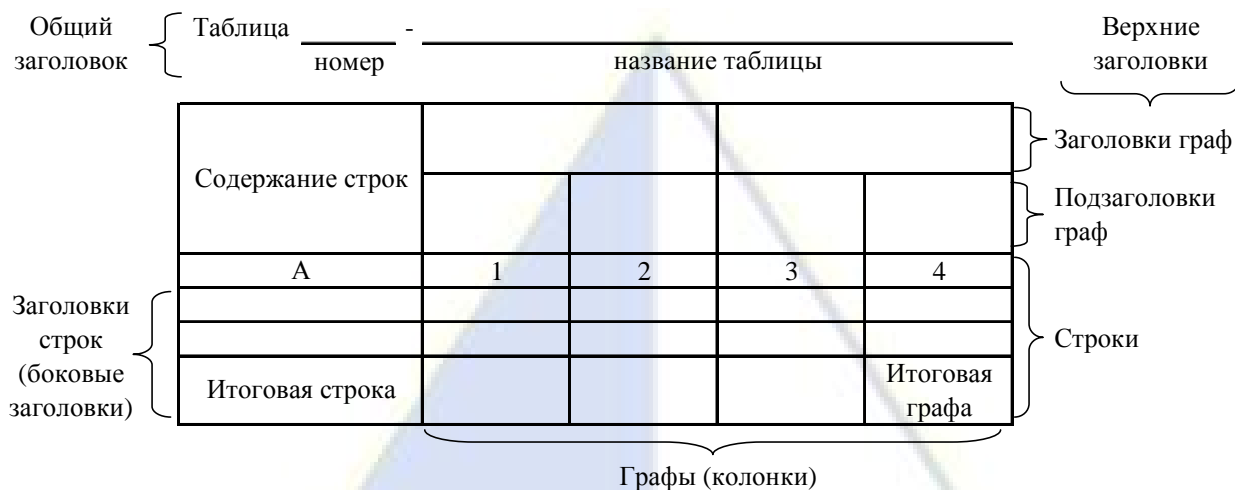 Общий
заголовок
Таблица -
номер
название таблицы
Верхние
заголовки
Содержание строк
Заголовки граф
Подзаголовки
граф
А 1 2 3 4
Заголовки
строк
(боковые
заголовки)
Строки
Итоговая строка
Итоговая
графа
Графы (колонки)